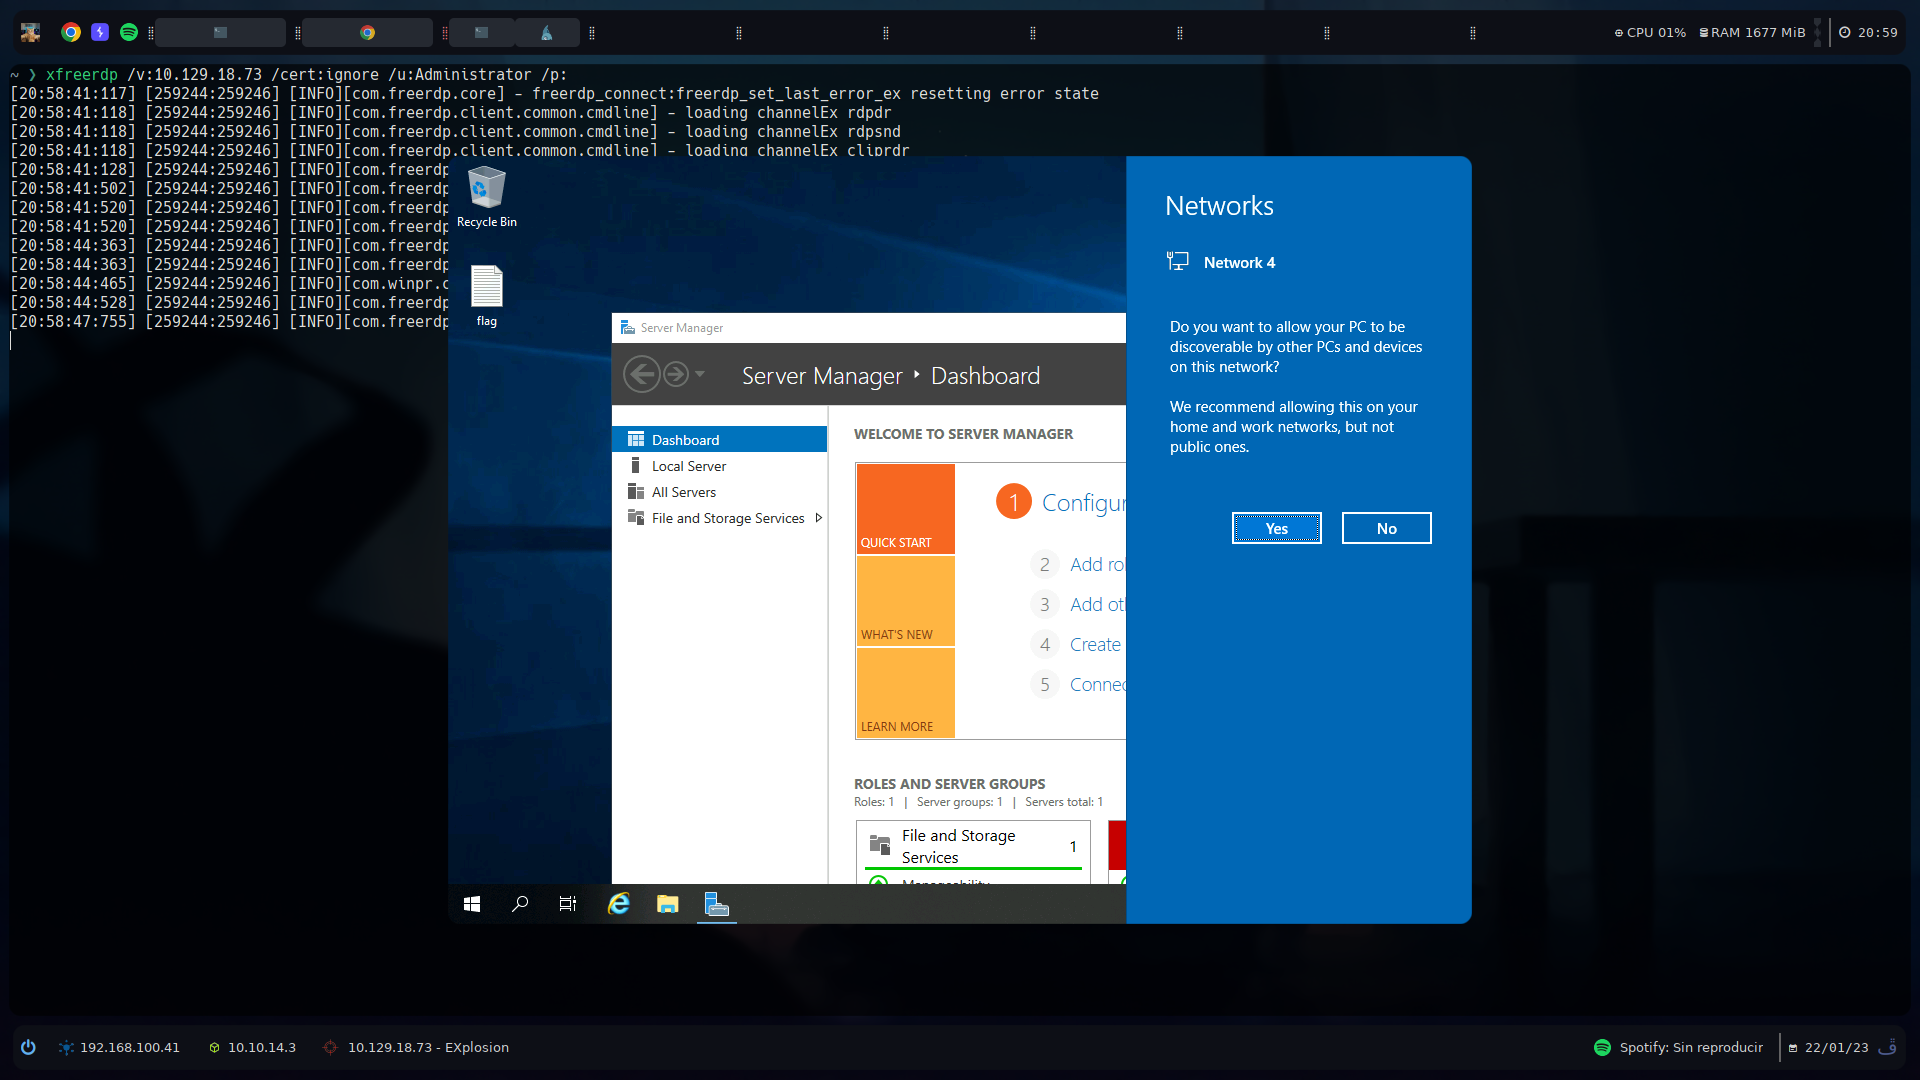 CPU 01% RAM 1677 MiB 20:59
~ ❯ xfreerdp /v:10.129.18.73 /cert:ignore /u:Administrator /p:
[20:58:41:117] [259244:259246] [INFO][com.freerdp.core] - freerdp_connect:freerdp_set_last_error_ex resetting error state
[20:58:41:118] [259244:259246] [INFO][com.freerdp.client.common.cmdline] - loading channelEx rdpdr
[20:58:41:118] [259244:259246] [INFO][com.freerdp.client.common.cmdline] - loading channelEx rdpsnd
[20:58:41:118] [259244:259246] [INFO][com.freerdp.client.common.cmdline] - loading channelEx cliprdr
[20:58:41:128] [259244:259246] [INFO][com.freerdp
[20:58:41:502] [259244:259246] [INFO][com.freerdp
[20:58:41:520] [259244:259246] [INFO][com.freerdp
[20:58:41:520] [259244:259246] [INFO][com.freerdp
[20:58:44:363] [259244:259246] [INFO][com.freerdp
[20:58:44:363] [259244:259246] [INFO][com.freerdp
[20:58:44:465] [259244:259246] [INFO][com.winpr.c
[20:58:44:528] [259244:259246] [INFO][com.freerdp
[20:58:47:755] [259244:259246] [INFO][com.freerdp
Recycle Bin
flag
Server Manager
Server Manager ‣ Dashboard
Dashboard
Local Server
All Servers
File and Storage Services
WELCOME TO SERVER MANAGER
QUICK START
WHAT'S NEW
LEARN MORE
1 Configur
2 Add rol
3 Add oth
4 Create
5 Connec
ROLES AND SERVER GROUPS
Roles: 1 | Server groups: 1 | Servers total: 1
File and Storage
Services
1
Manageability
Networks
Network 4
Do you want to allow your PC to be
discoverable by other PCs and devices
on this network?
We recommend allowing this on your
home and work networks, but not
public ones.
Yes
No
192.168.100.41
10.10.14.3
10.129.18.73 - EXplosion
Spotify: Sin reproducir
22/01/23